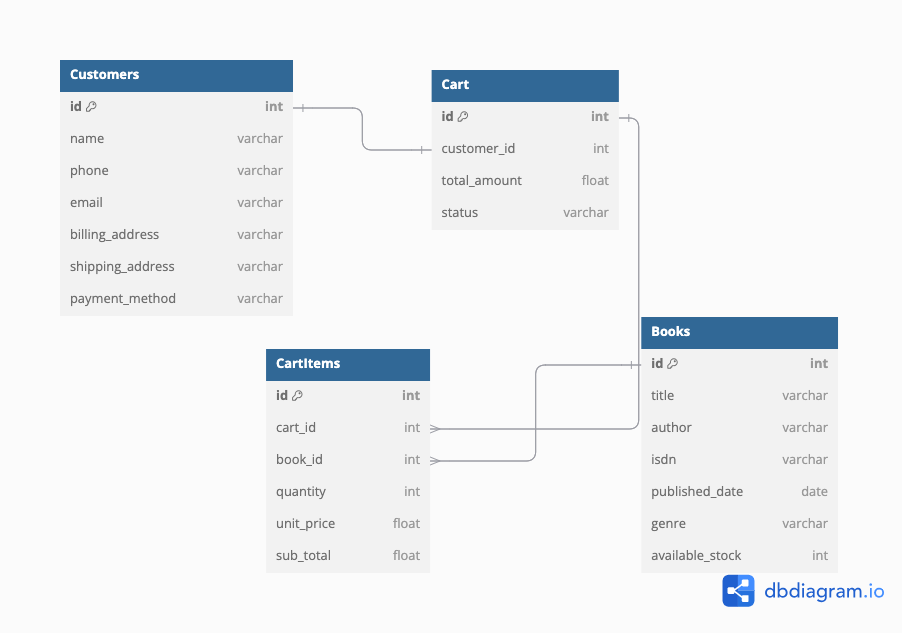 Customers
id int
name varchar
phone varchar
email varchar
billing_address varchar
shipping_address varchar
payment_method varchar
Cart
id int
customer_id int
total_amount float
status varchar
CartItems
id int
cart_id int
book_id int
quantity int
unit_price float
sub_total float
Books
id int
title varchar
author varchar
isdn varchar
published_date date
genre varchar
available_stock int
dbdiagram.io